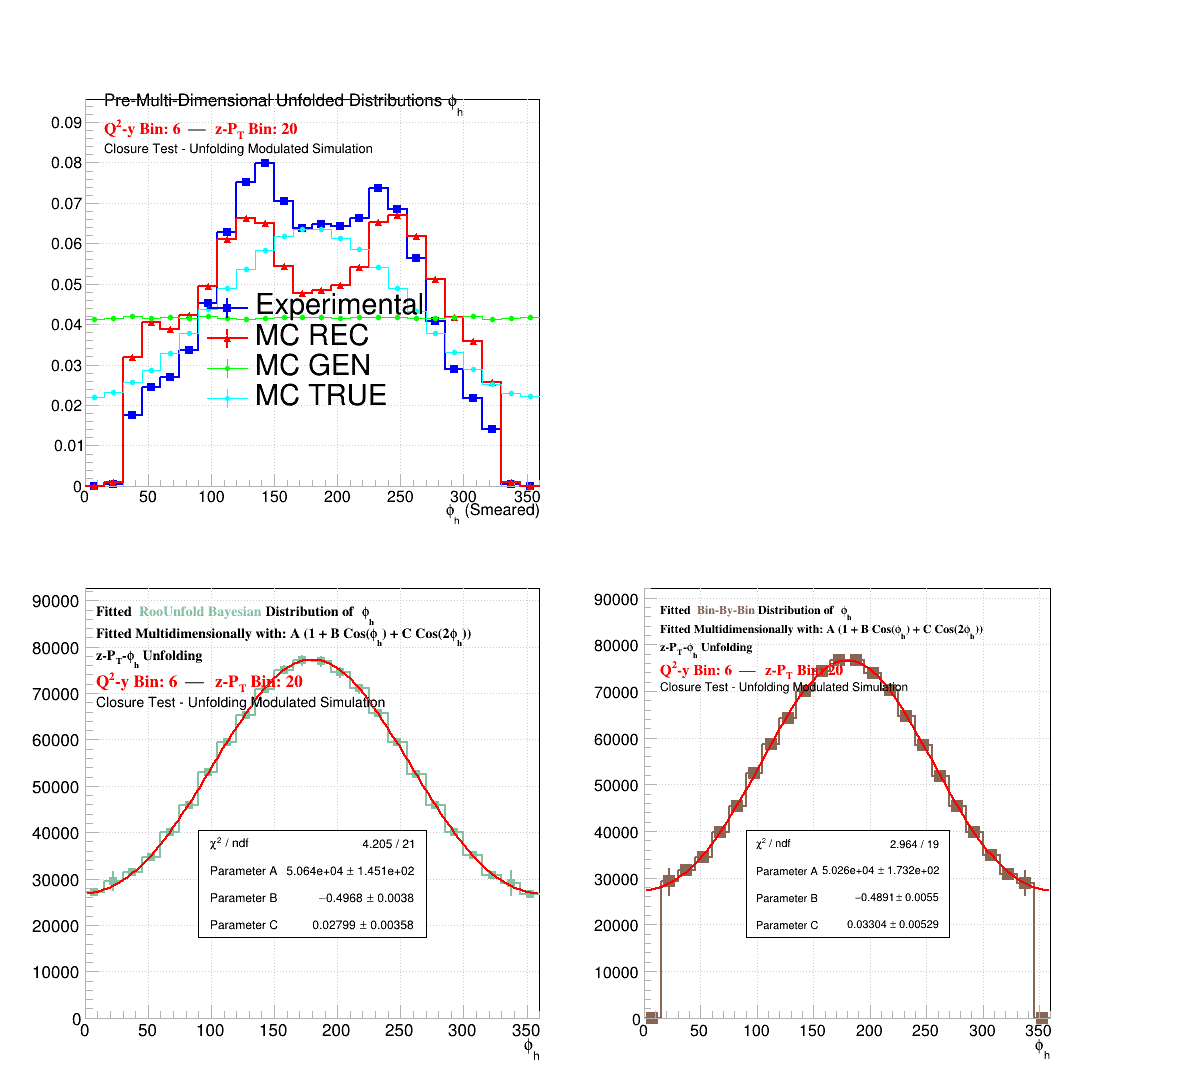 Pre-Multi-Dimensional Unfolded Distributions ϕh
Q2-y Bin: 6 — z-PT Bin: 20
Closure Test - Unfolding Modulated Simulation
0.09
0.08
0.07
0.06
0.05
0.04
0.03
0.02
0.01
0
Experimental
MC REC
MC GEN
MC TRUE
0 50 100 150 200 250 300 350
ϕh (Smeared)
Fitted RooUnfold Bayesian Distribution of ϕh
Fitted Multidimensionally with: A (1 + B Cos(ϕh) + C Cos(2ϕh))
z-PT-ϕh Unfolding
Q2-y Bin: 6 — z-PT Bin: 20
Closure Test - Unfolding Modulated Simulation
90000
80000
70000
60000
50000
40000
30000
20000
10000
0
χ2 / ndf 4.205 / 21
Parameter A 5.064e+04 ± 1.451e+02
Parameter B −0.4968 ± 0.0038
Parameter C 0.02799 ± 0.00358
0 50 100 150 200 250 300 350
ϕh
Fitted Bin-By-Bin Distribution of ϕh
Fitted Multidimensionally with: A (1 + B Cos(ϕh) + C Cos(2ϕh))
z-PT-ϕh Unfolding
Q2-y Bin: 6 — z-PT Bin: 20
Closure Test - Unfolding Modulated Simulation
90000
80000
70000
60000
50000
40000
30000
20000
10000
0
χ2 / ndf 2.964 / 19
Parameter A 5.026e+04 ± 1.732e+02
Parameter B −0.4891 ± 0.0055
Parameter C 0.03304 ± 0.00529
0 50 100 150 200 250 300 350
ϕh